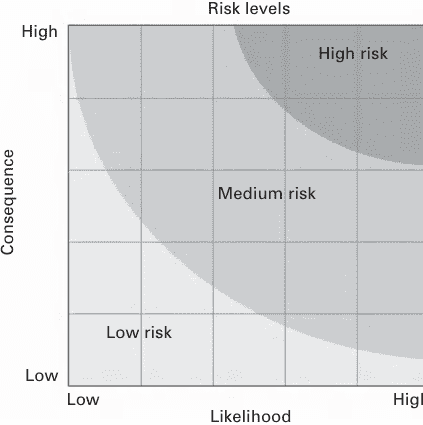 Risk levels
High
High risk
Consequence
Medium risk
Low risk
Low
Low
High
Likelihood